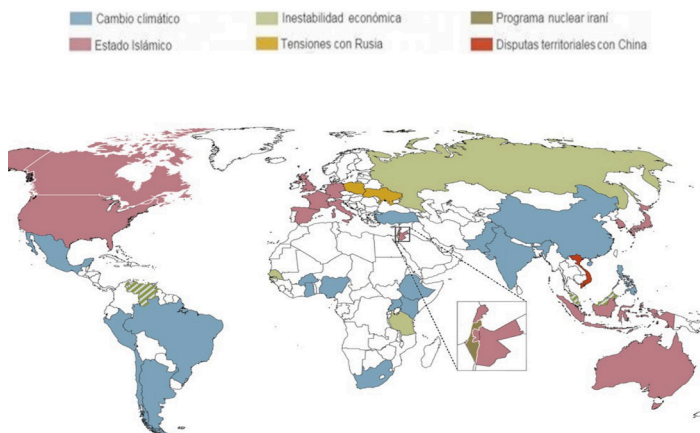 Cambio climático
Inestabilidad económica
Programa nuclear iraní
Estado Islámico
Tensiones con Rusia
Disputas territoriales con China